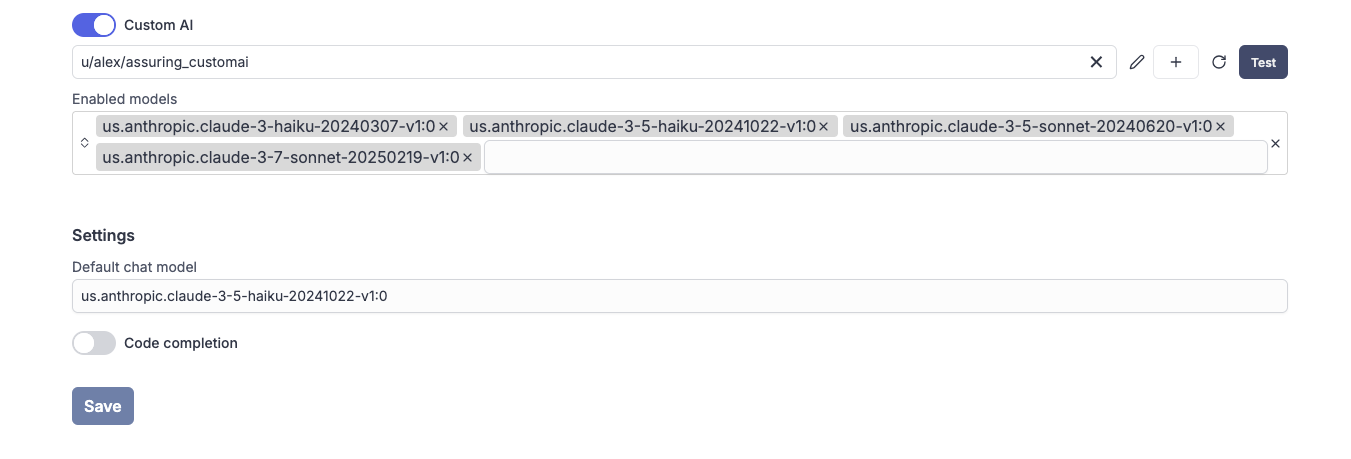 Custom AI
u/alex/assuring_customai
Test
Enabled models
us.anthropic.claude-3-haiku-20240307-v1:0 us.anthropic.claude-3-5-haiku-20241022-v1:0 us.anthropic.claude-3-5-sonnet-20240620-v1:0
us.anthropic.claude-3-7-sonnet-20250219-v1:0
Settings
Default chat model
us.anthropic.claude-3-5-haiku-20241022-v1:0
Code completion
Save